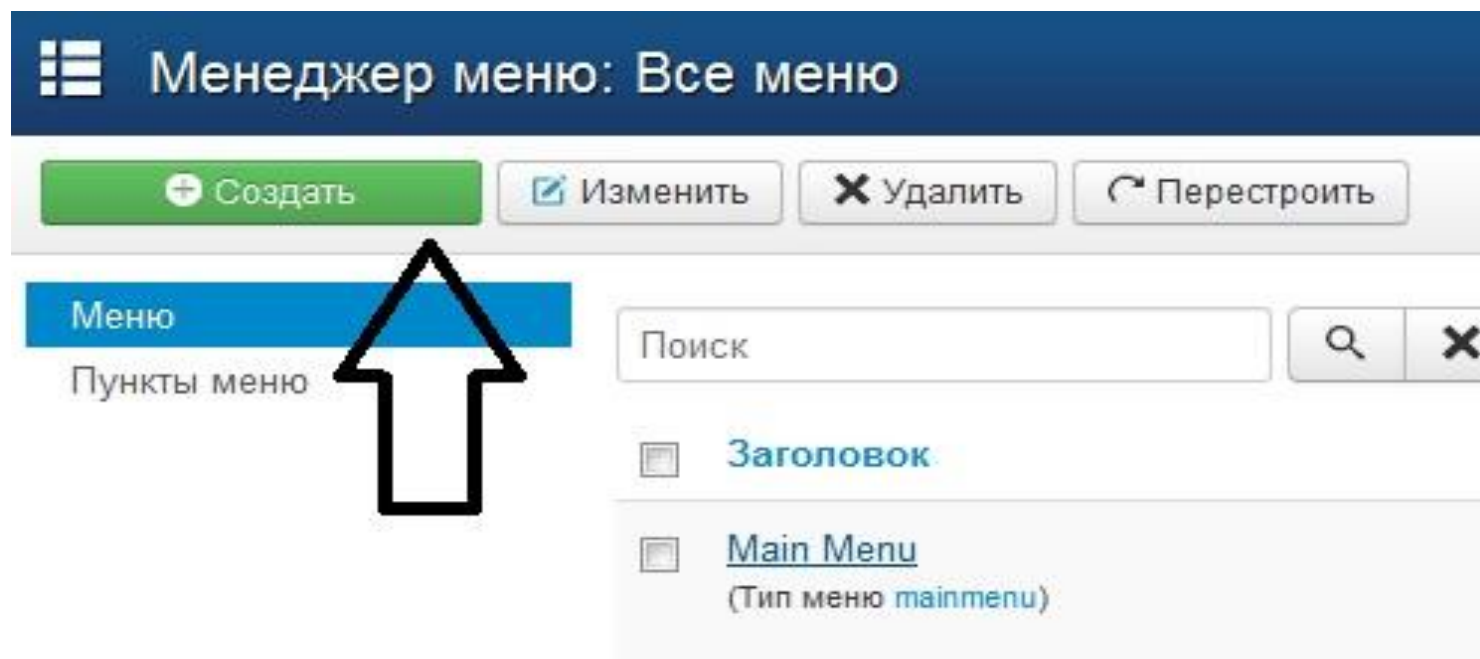 Менеджер меню: Все меню
Создать Изменить Удалить Перестроить
Меню
Пункты меню
Поиск
Заголовок
Main Menu
(Тип меню mainmenu)